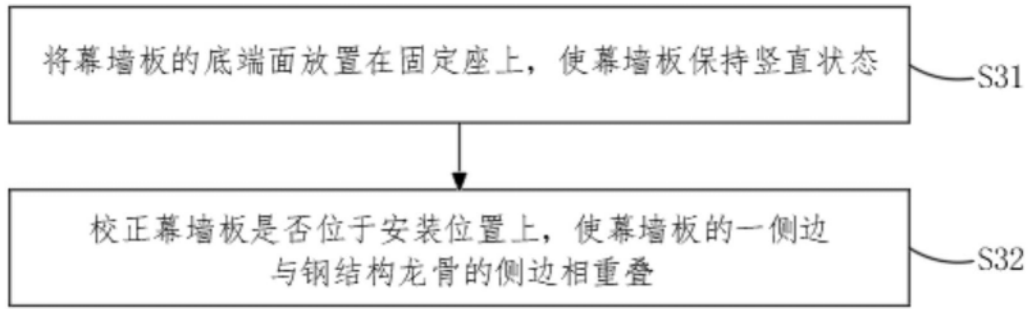 将幕墙板的底端面放置在固定座上，使幕墙板保持竖直状态
S31
校正幕墙板是否位于安装位置上，使幕墙板的一侧边
与钢结构龙骨的侧边相重叠
S32